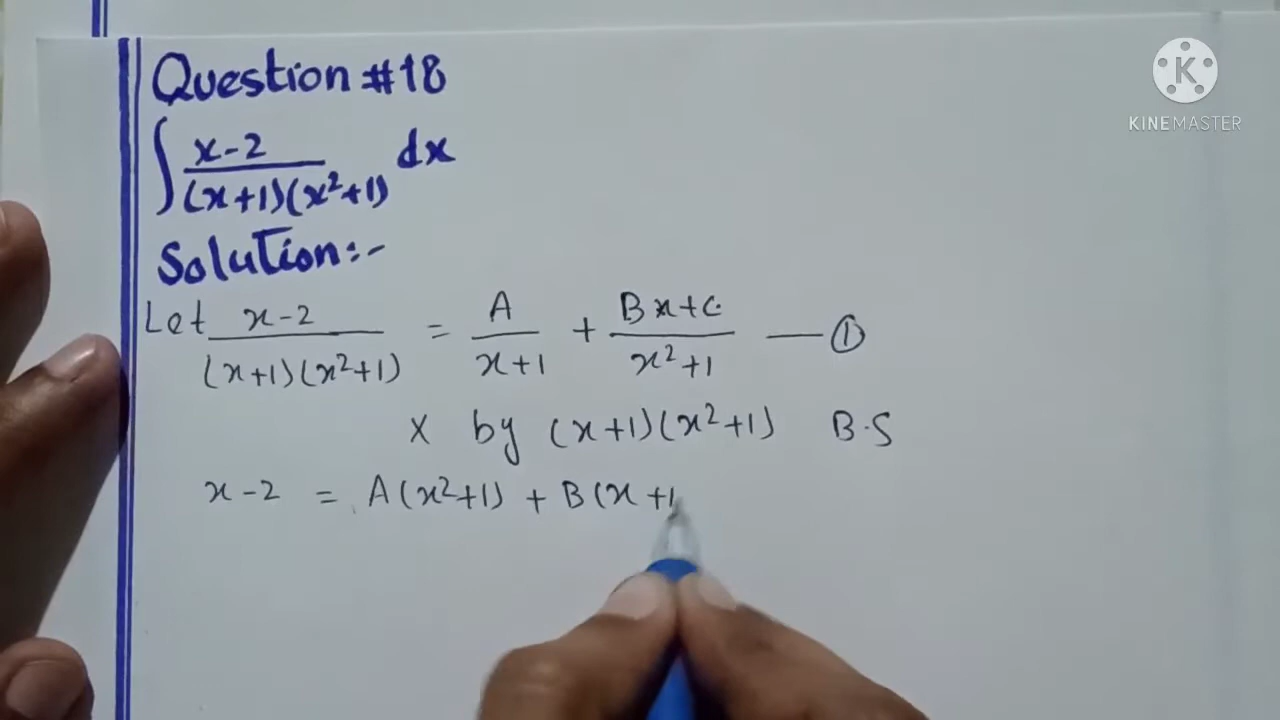 Question #18
∫ x-2 / (x+1)(x²+1) dx
Solution:-
Let x-2 / (x+1)(x²+1) = A / x+1 + Bx+C / x²+1 — ①
× by (x+1)(x²+1) B.S
x-2 = A(x²+1) + B(x+1
KINEMASTER